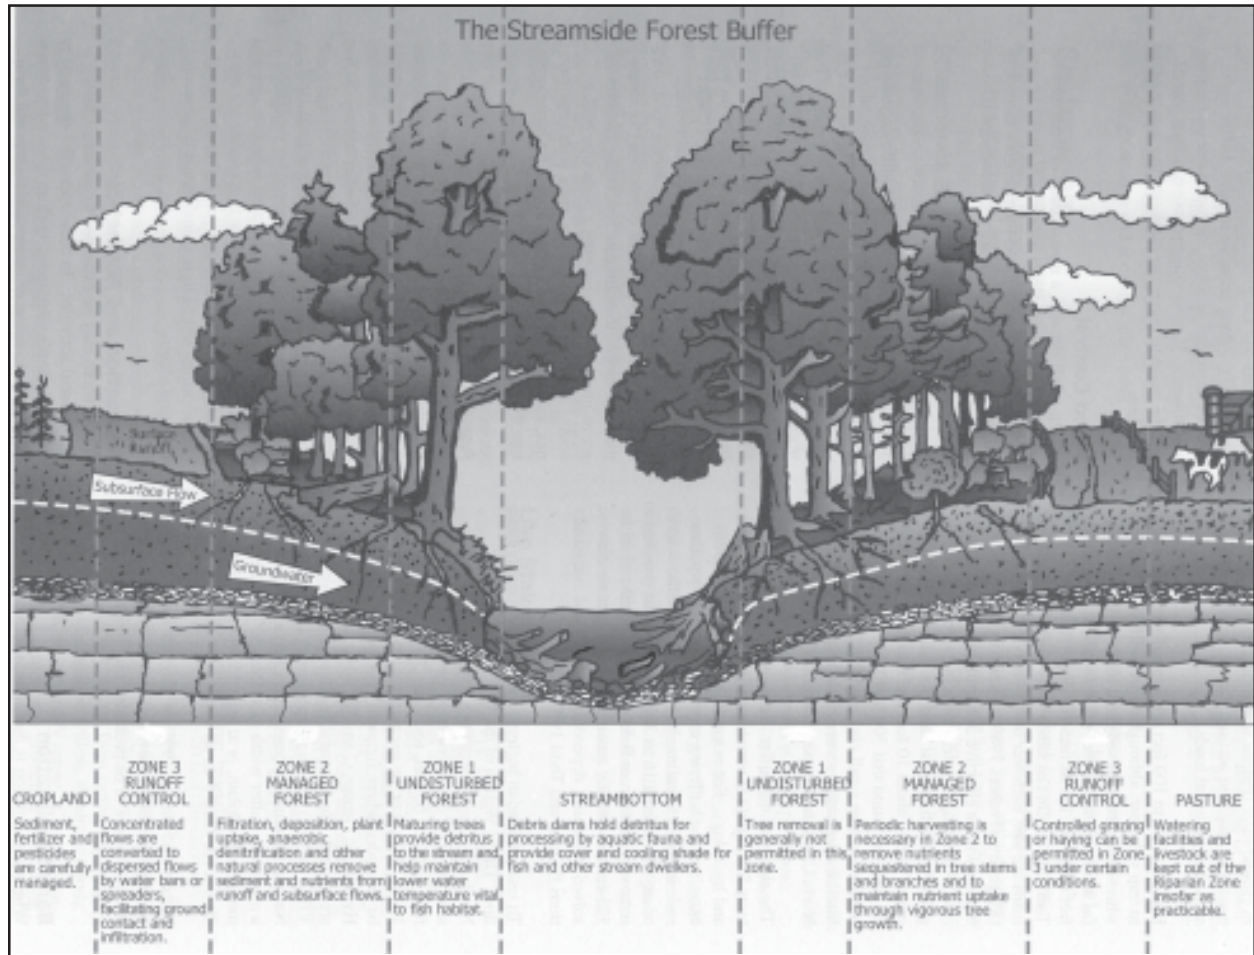 The Streamside Forest Buffer
Surface
Runoff
Subsurface Flow
Groundwater
CROPLAND
Sediment,
fertilizer and
pesticides
are carefully
managed.
ZONE 3
RUNOFF
CONTROL
Concentrated
flows are
converted to
dispersed flows
by water bars or
spreaders,
facilitating ground
contact and
infiltration.
ZONE 2
MANAGED
FOREST
Filtration, deposition, plant
uptake, anaerobic
denitrification and other
natural processes remove
sediment and nutrients from
runoff and subsurface flows.
ZONE 1
UNDISTURBED
FOREST
Maturing trees
provide detritus
to the stream and
help maintain
lower water
temperature vital
to fish habitat.
STREAMBOTTOM
Debris dams hold detritus for
processing by aquatic fauna and
provide cover and cooling shade for
fish and other stream dwellers.
ZONE 1
UNDISTURBED
FOREST
Tree removal is
generally not
permitted in this
zone.
ZONE 2
MANAGED
FOREST
Periodic harvesting is
necessary in Zone 2 to
remove nutrients
sequestered in tree stems
and branches and to
maintain nutrient uptake
through vigorous tree
growth.
ZONE 3
RUNOFF
CONTROL
Controlled grazing
or haying can be
permitted in Zone
3 under certain
conditions.
PASTURE
Watering
facilities and
livestock are
kept out of the
Riparian Zone
insofar as
practicable.